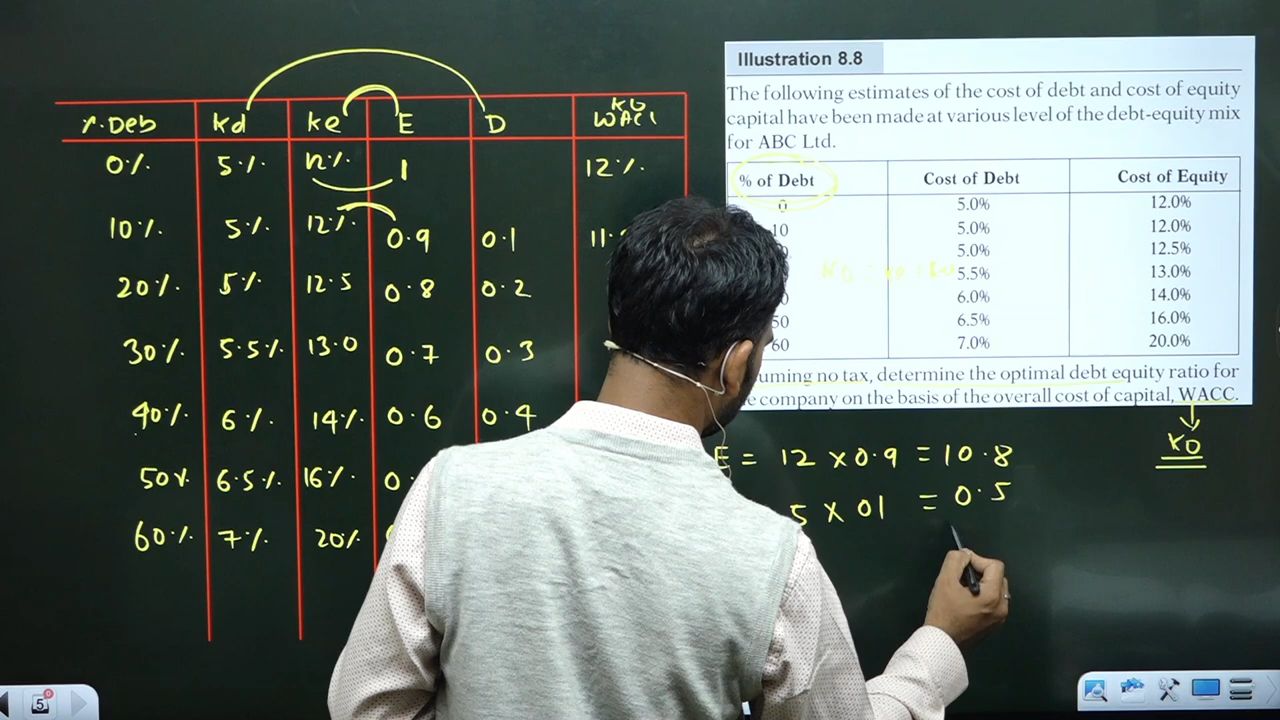 %. Deb Kd Ke E D Ko WACC
0% 5% 12% 1 12%
10% 5% 12% 0.9 0.1 11.
20% 5% 12.5 0.8 0.2
30% 5.5% 13.0 0.7 0.3
40% 6% 14% 0.6 0.4
50% 6.5% 16% 0.
60% 7% 20%
Illustration 8.8
The following estimates of the cost of debt and cost of equity
capital have been made at various level of the debt-equity mix
for ABC Ltd.
% of Debt Cost of Debt Cost of Equity
0 5.0% 12.0%
10 5.0% 12.0%
5.0% 12.5%
5.5% 13.0%
0 6.0% 14.0%
50 6.5% 16.0%
60 7.0% 20.0%
uming no tax, determine the optimal debt equity ratio for
e company on the basis of the overall cost of capital, WACC.
KO
E = 12 × 0.9 = 10.8
5 × 01 = 0.5
5